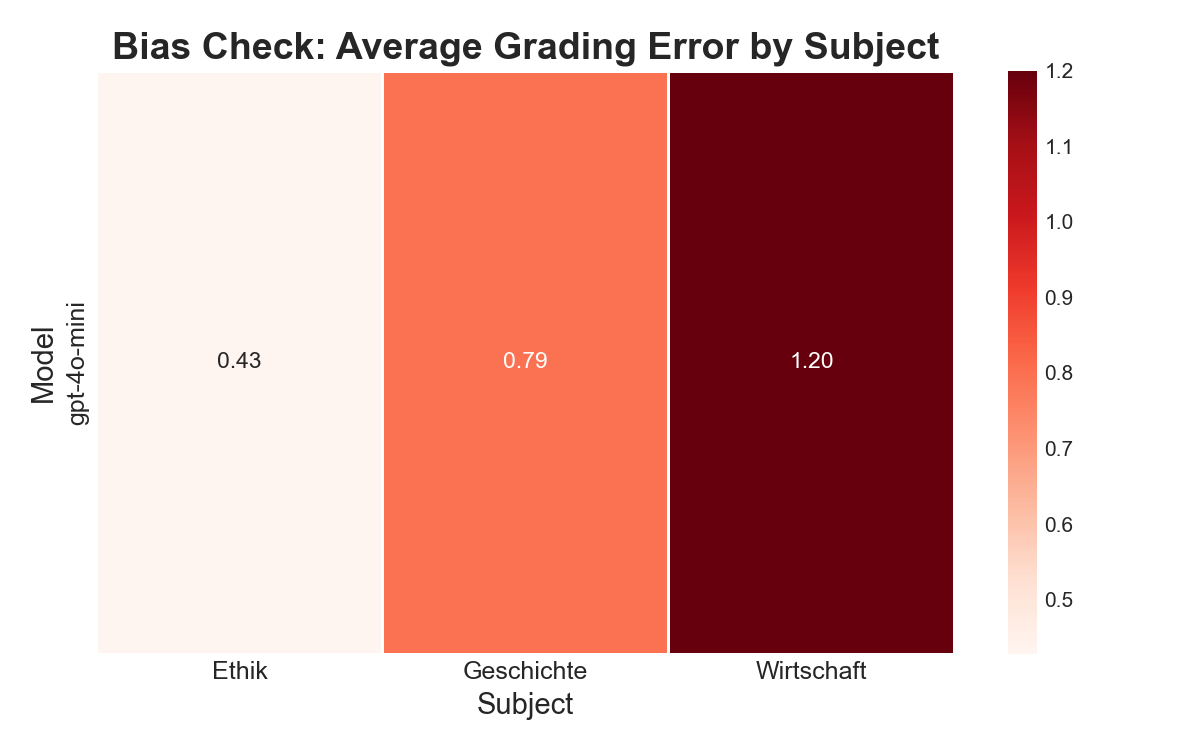 Bias Check: Average Grading Error by Subject
Model
gpt-4o-mini
0.43
0.79
1.20
Ethik
Geschichte
Wirtschaft
Subject
1.2
1.1
1.0
0.9
0.8
0.7
0.6
0.5